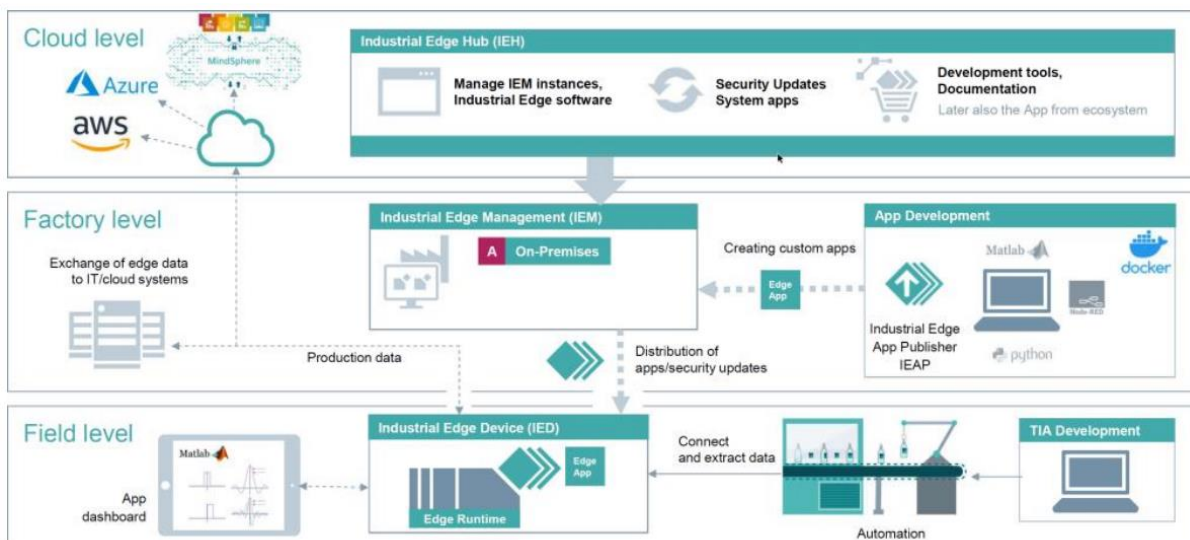 Cloud level
MindSphere
Azure
aws
Industrial Edge Hub (IEH)
Manage IEM instances,
Industrial Edge software
Security Updates
System apps
Development tools,
Documentation
Later also the App from ecosystem
Factory level
Exchange of edge data
to IT/cloud systems
Production data
Industrial Edge Management (IEM)
A On-Premises
Creating custom apps
Edge
App
Distribution of
apps/security updates
App Development
Matlab
docker
Node-RED
Industrial Edge
App Publisher
IEAP
python
Field level
Matlab
App
dashboard
Industrial Edge Device (IED)
Edge
App
Edge Runtime
Connect
and extract data
Automation
TIA Development